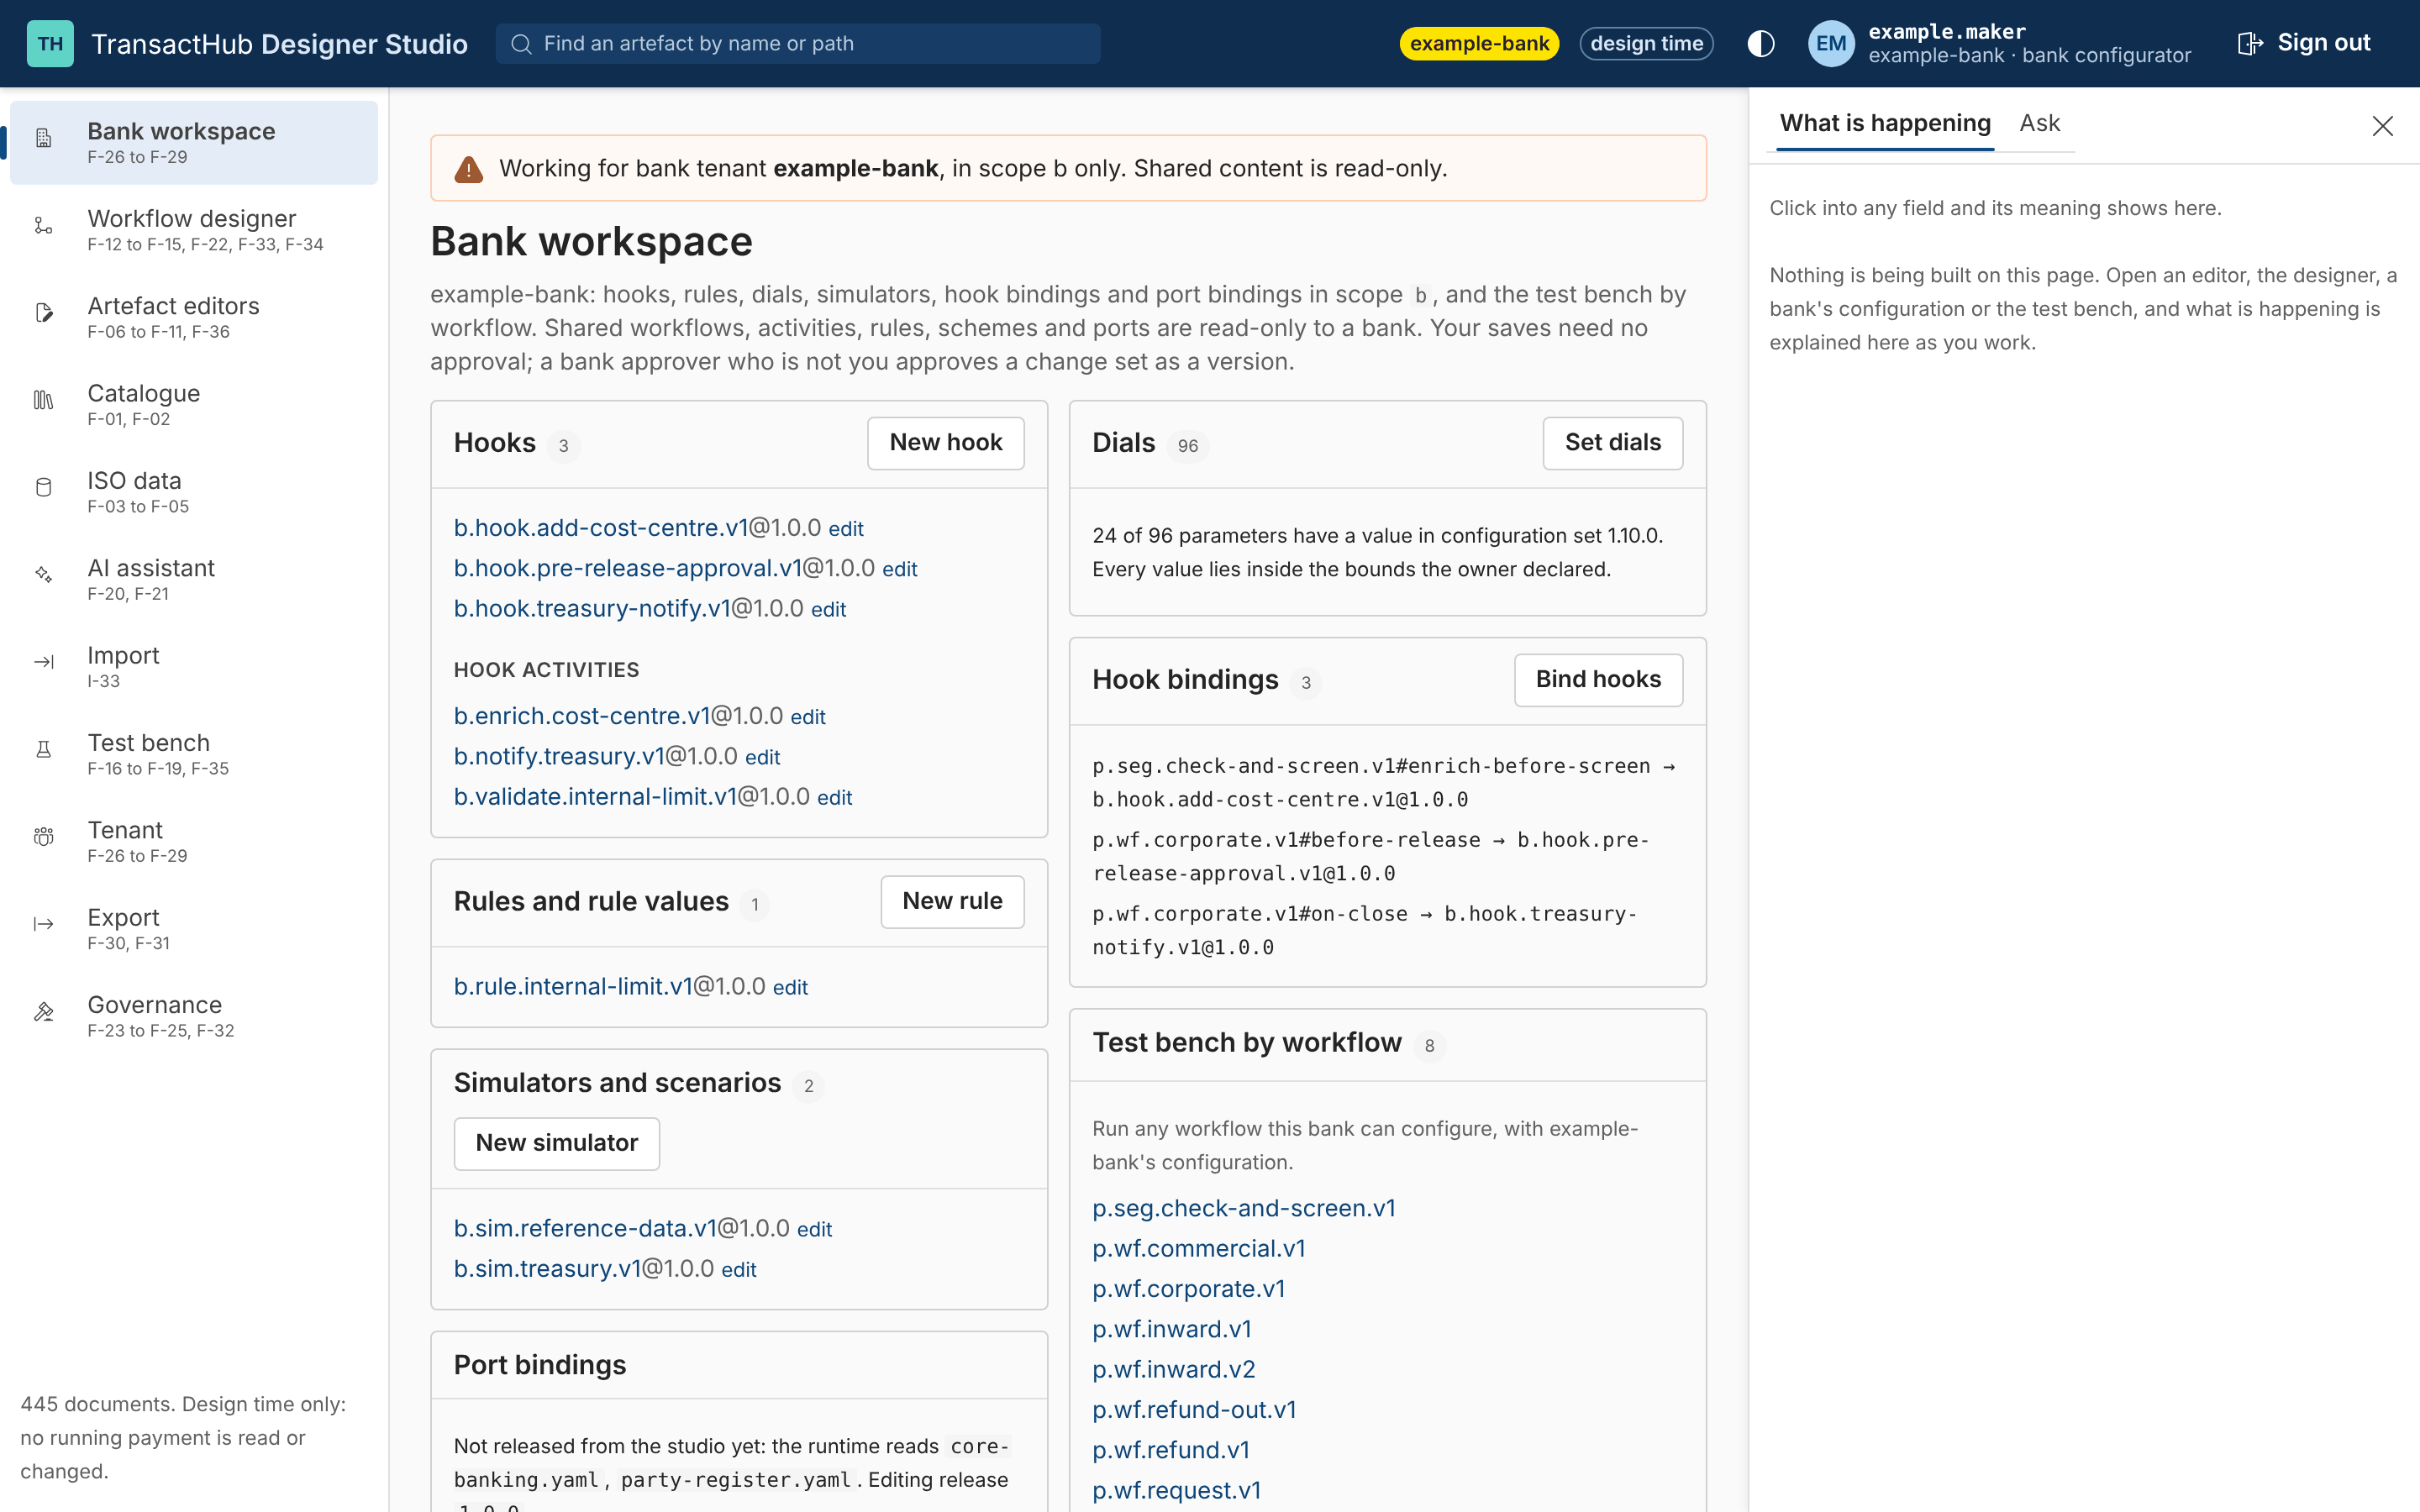 TH
TransactHub Designer Studio
Find an artefact by name or path
example-bank
design time
EM
example.maker
example-bank · bank configurator
Sign out
Bank workspace
F-26 to F-29
Workflow designer
F-12 to F-15, F-22, F-33, F-34
Artefact editors
F-06 to F-11, F-36
Catalogue
F-01, F-02
ISO data
F-03 to F-05
AI assistant
F-20, F-21
Import
I-33
Test bench
F-16 to F-19, F-35
Tenant
F-26 to F-29
Export
F-30, F-31
Governance
F-23 to F-25, F-32
445 documents. Design time only:
no running payment is read or
changed.
Working for bank tenant example-bank, in scope b only. Shared content is read-only.
Bank workspace
example-bank: hooks, rules, dials, simulators, hook bindings and port bindings in scope b, and the test bench by
workflow. Shared workflows, activities, rules, schemes and ports are read-only to a bank. Your saves need no
approval; a bank approver who is not you approves a change set as a version.
Hooks 3
New hook
b.hook.add-cost-centre.v1@1.0.0 edit
b.hook.pre-release-approval.v1@1.0.0 edit
b.hook.treasury-notify.v1@1.0.0 edit
HOOK ACTIVITIES
b.enrich.cost-centre.v1@1.0.0 edit
b.notify.treasury.v1@1.0.0 edit
b.validate.internal-limit.v1@1.0.0 edit
Rules and rule values 1
New rule
b.rule.internal-limit.v1@1.0.0 edit
Simulators and scenarios 2
New simulator
b.sim.reference-data.v1@1.0.0 edit
b.sim.treasury.v1@1.0.0 edit
Port bindings
Not released from the studio yet: the runtime reads core-
banking.yaml, party-register.yaml. Editing release
1.0.0
Dials 96
Set dials
24 of 96 parameters have a value in configuration set 1.10.0.
Every value lies inside the bounds the owner declared.
Hook bindings 3
Bind hooks
p.seg.check-and-screen.v1#enrich-before-screen →
b.hook.add-cost-centre.v1@1.0.0
p.wf.corporate.v1#before-release → b.hook.pre-
release-approval.v1@1.0.0
p.wf.corporate.v1#on-close → b.hook.treasury-
notify.v1@1.0.0
Test bench by workflow 8
Run any workflow this bank can configure, with example-
bank's configuration.
p.seg.check-and-screen.v1
p.wf.commercial.v1
p.wf.corporate.v1
p.wf.inward.v1
p.wf.inward.v2
p.wf.refund-out.v1
p.wf.refund.v1
p.wf.request.v1
What is happening
Ask
Click into any field and its meaning shows here.
Nothing is being built on this page. Open an editor, the designer, a
bank's configuration or the test bench, and what is happening is
explained here as you work.